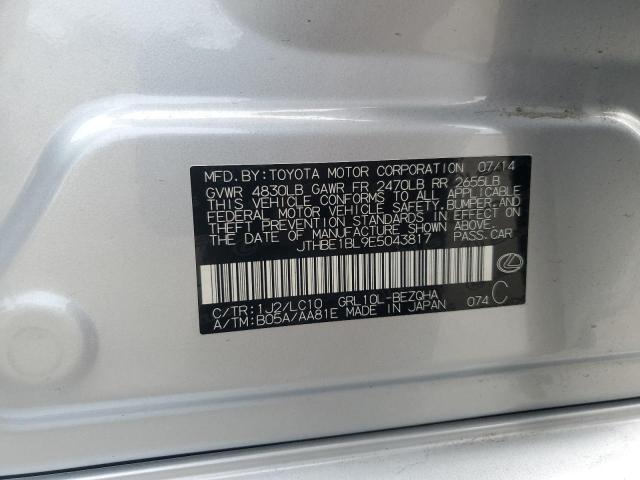 MFD. BY: TOYOTA MOTOR CORPORATION 07/14
GVWR 4830LB GAWR FR 2470LB RR 2655LB
THIS VEHICLE CONFORMS TO ALL APPLICABLE
FEDERAL MOTOR VEHICLE SAFETY, BUMPER, AND
THEFT PREVENTION STANDARDS IN EFFECT ON
THE DATE OF MANUFACTURE SHOWN ABOVE.
JTHBE1BL9E5043817 PASS. CAR
C/TR: 1J2/LC10 GRL10L-BEZQHA
A/TM: B05A/AA81E MADE IN JAPAN 074 C